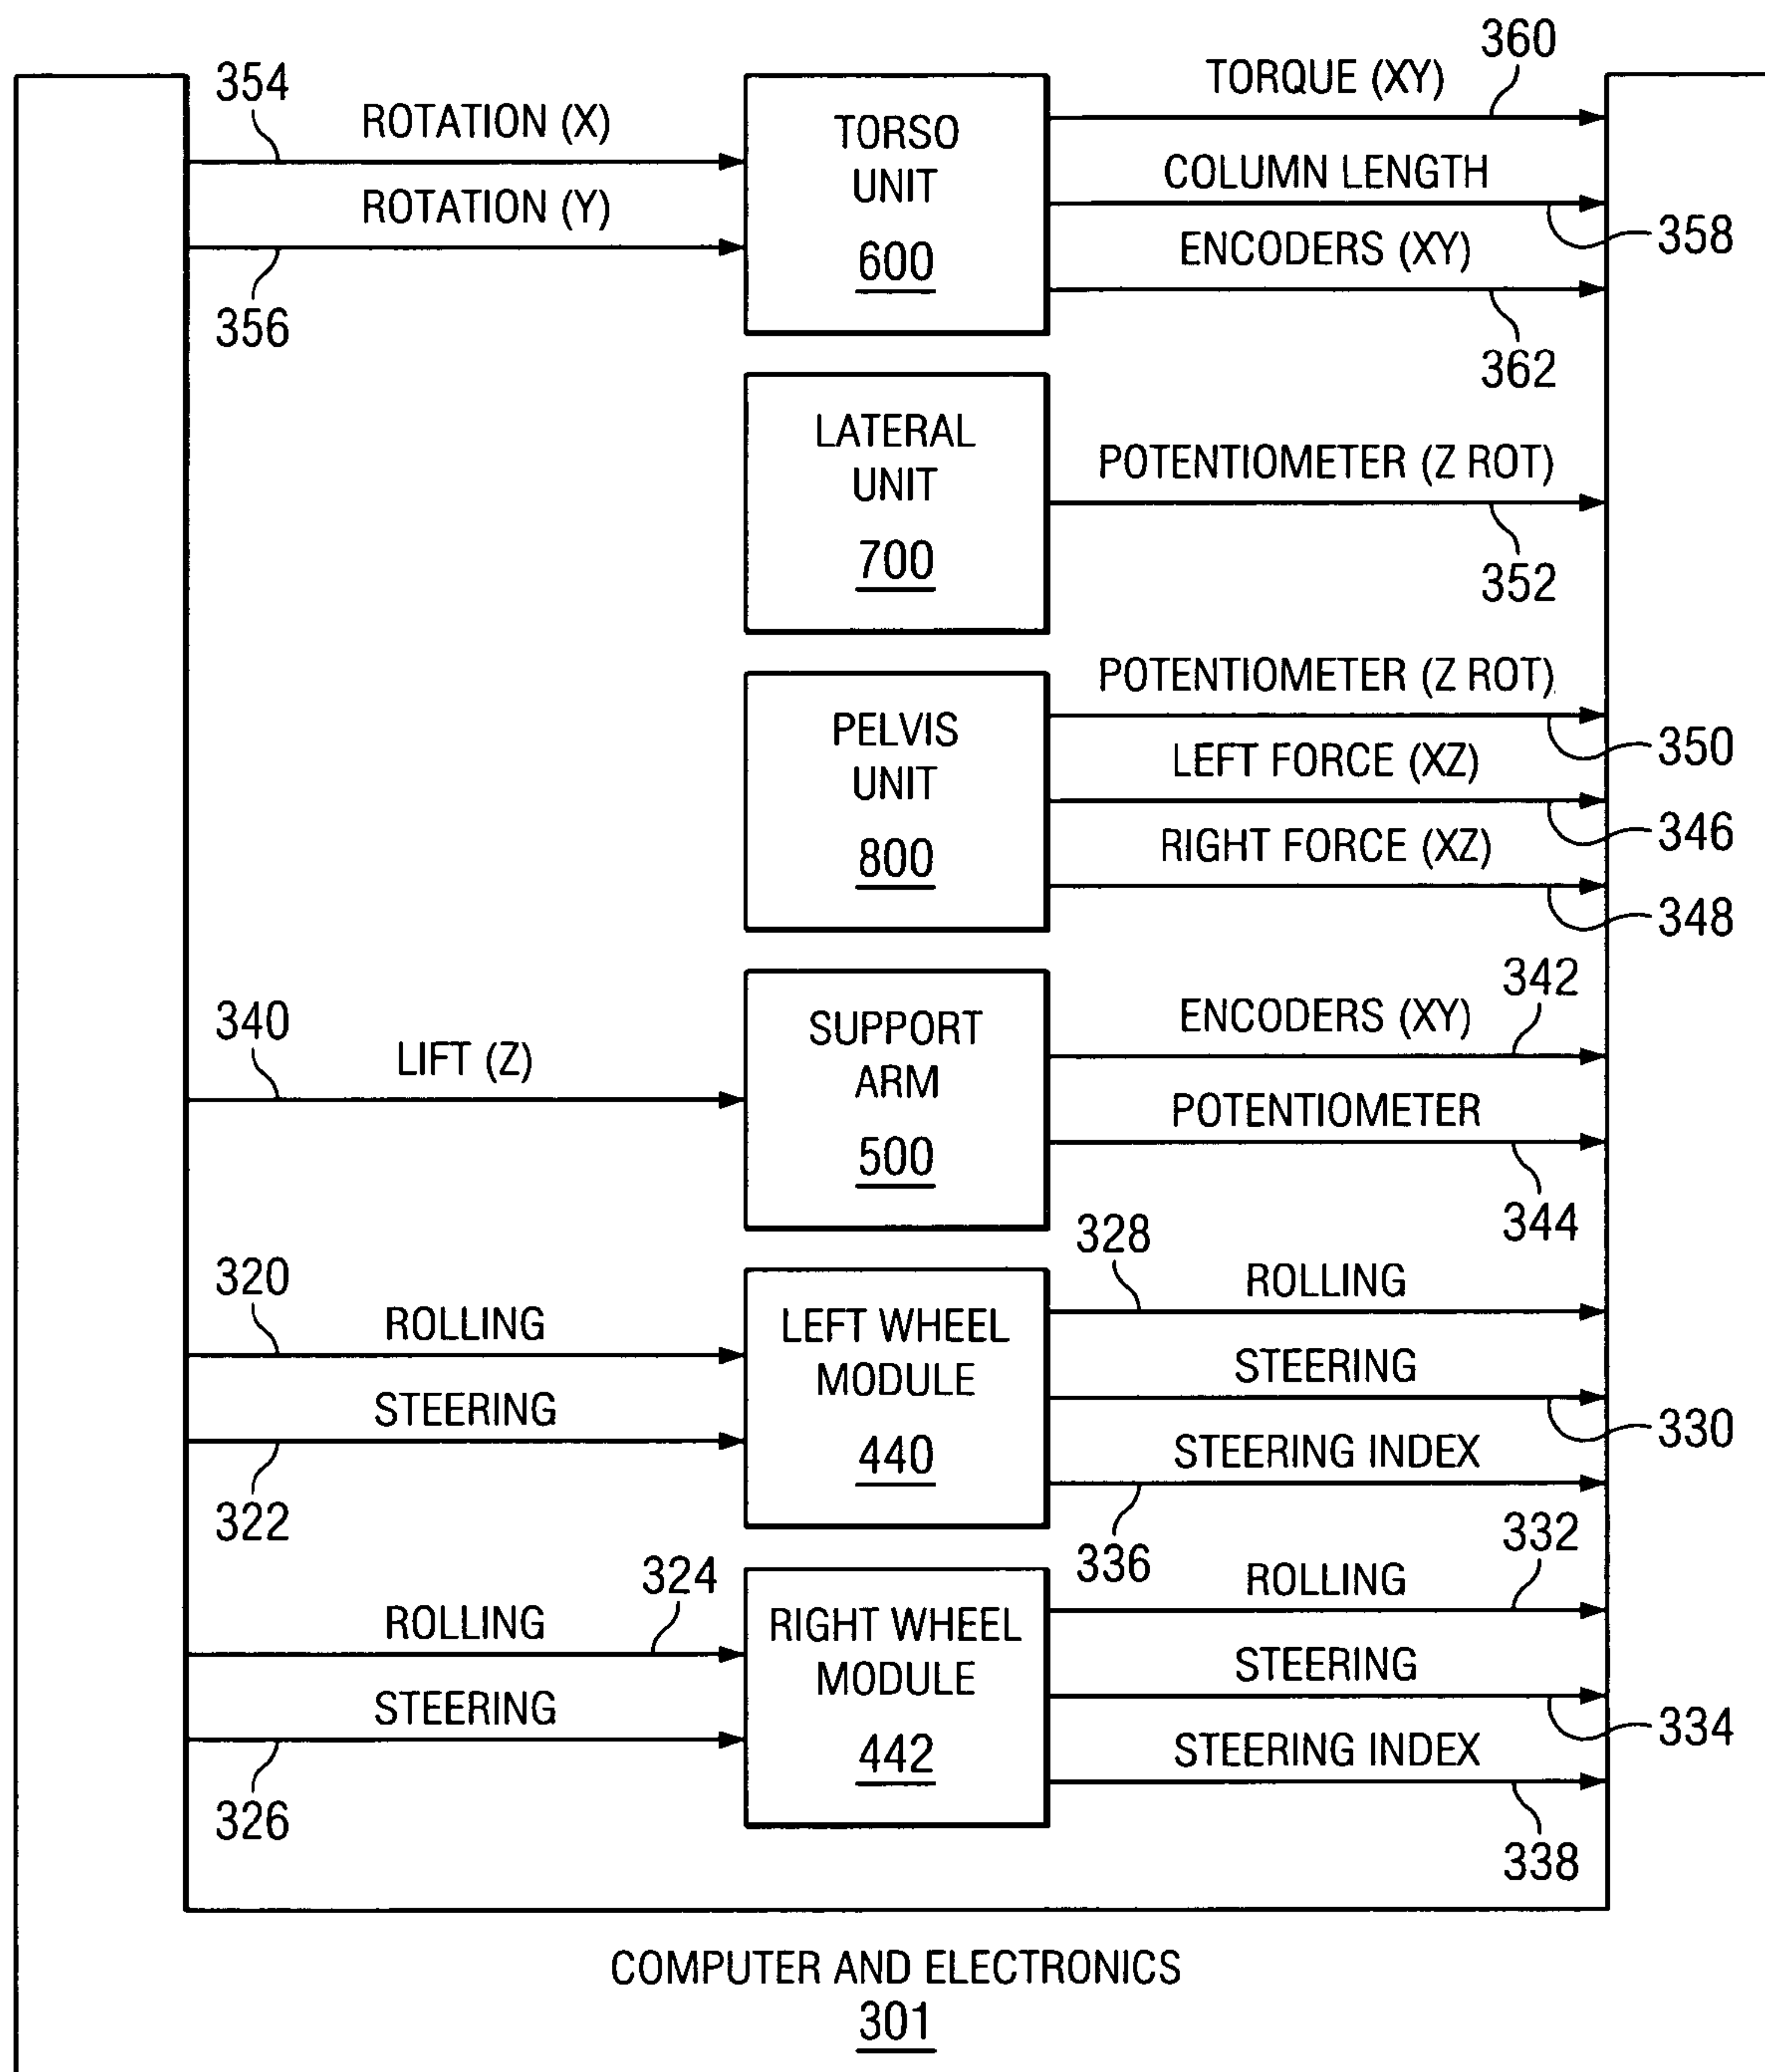 360
354
TORQUE (XY)
ROTATION (X)
TORSO
UNIT
600
COLUMN LENGTH
ROTATION (Y)
358
ENCODERS (XY)
356
362
LATERAL
UNIT
700
POTENTIOMETER (Z ROT)
352
POTENTIOMETER (Z ROT)
PELVIS
UNIT
800
350
LEFT FORCE (XZ)
346
RIGHT FORCE (XZ)
348
342
340
LIFT (Z)
SUPPORT
ARM
500
ENCODERS (XY)
POTENTIOMETER
344
328
320
ROLLING
ROLLING
LEFT WHEEL
MODULE
440
STEERING
STEERING
330
STEERING INDEX
322
336
332
324
ROLLING
ROLLING
RIGHT WHEEL
MODULE
442
STEERING
STEERING
334
STEERING INDEX
326
338
COMPUTER AND ELECTRONICS
301